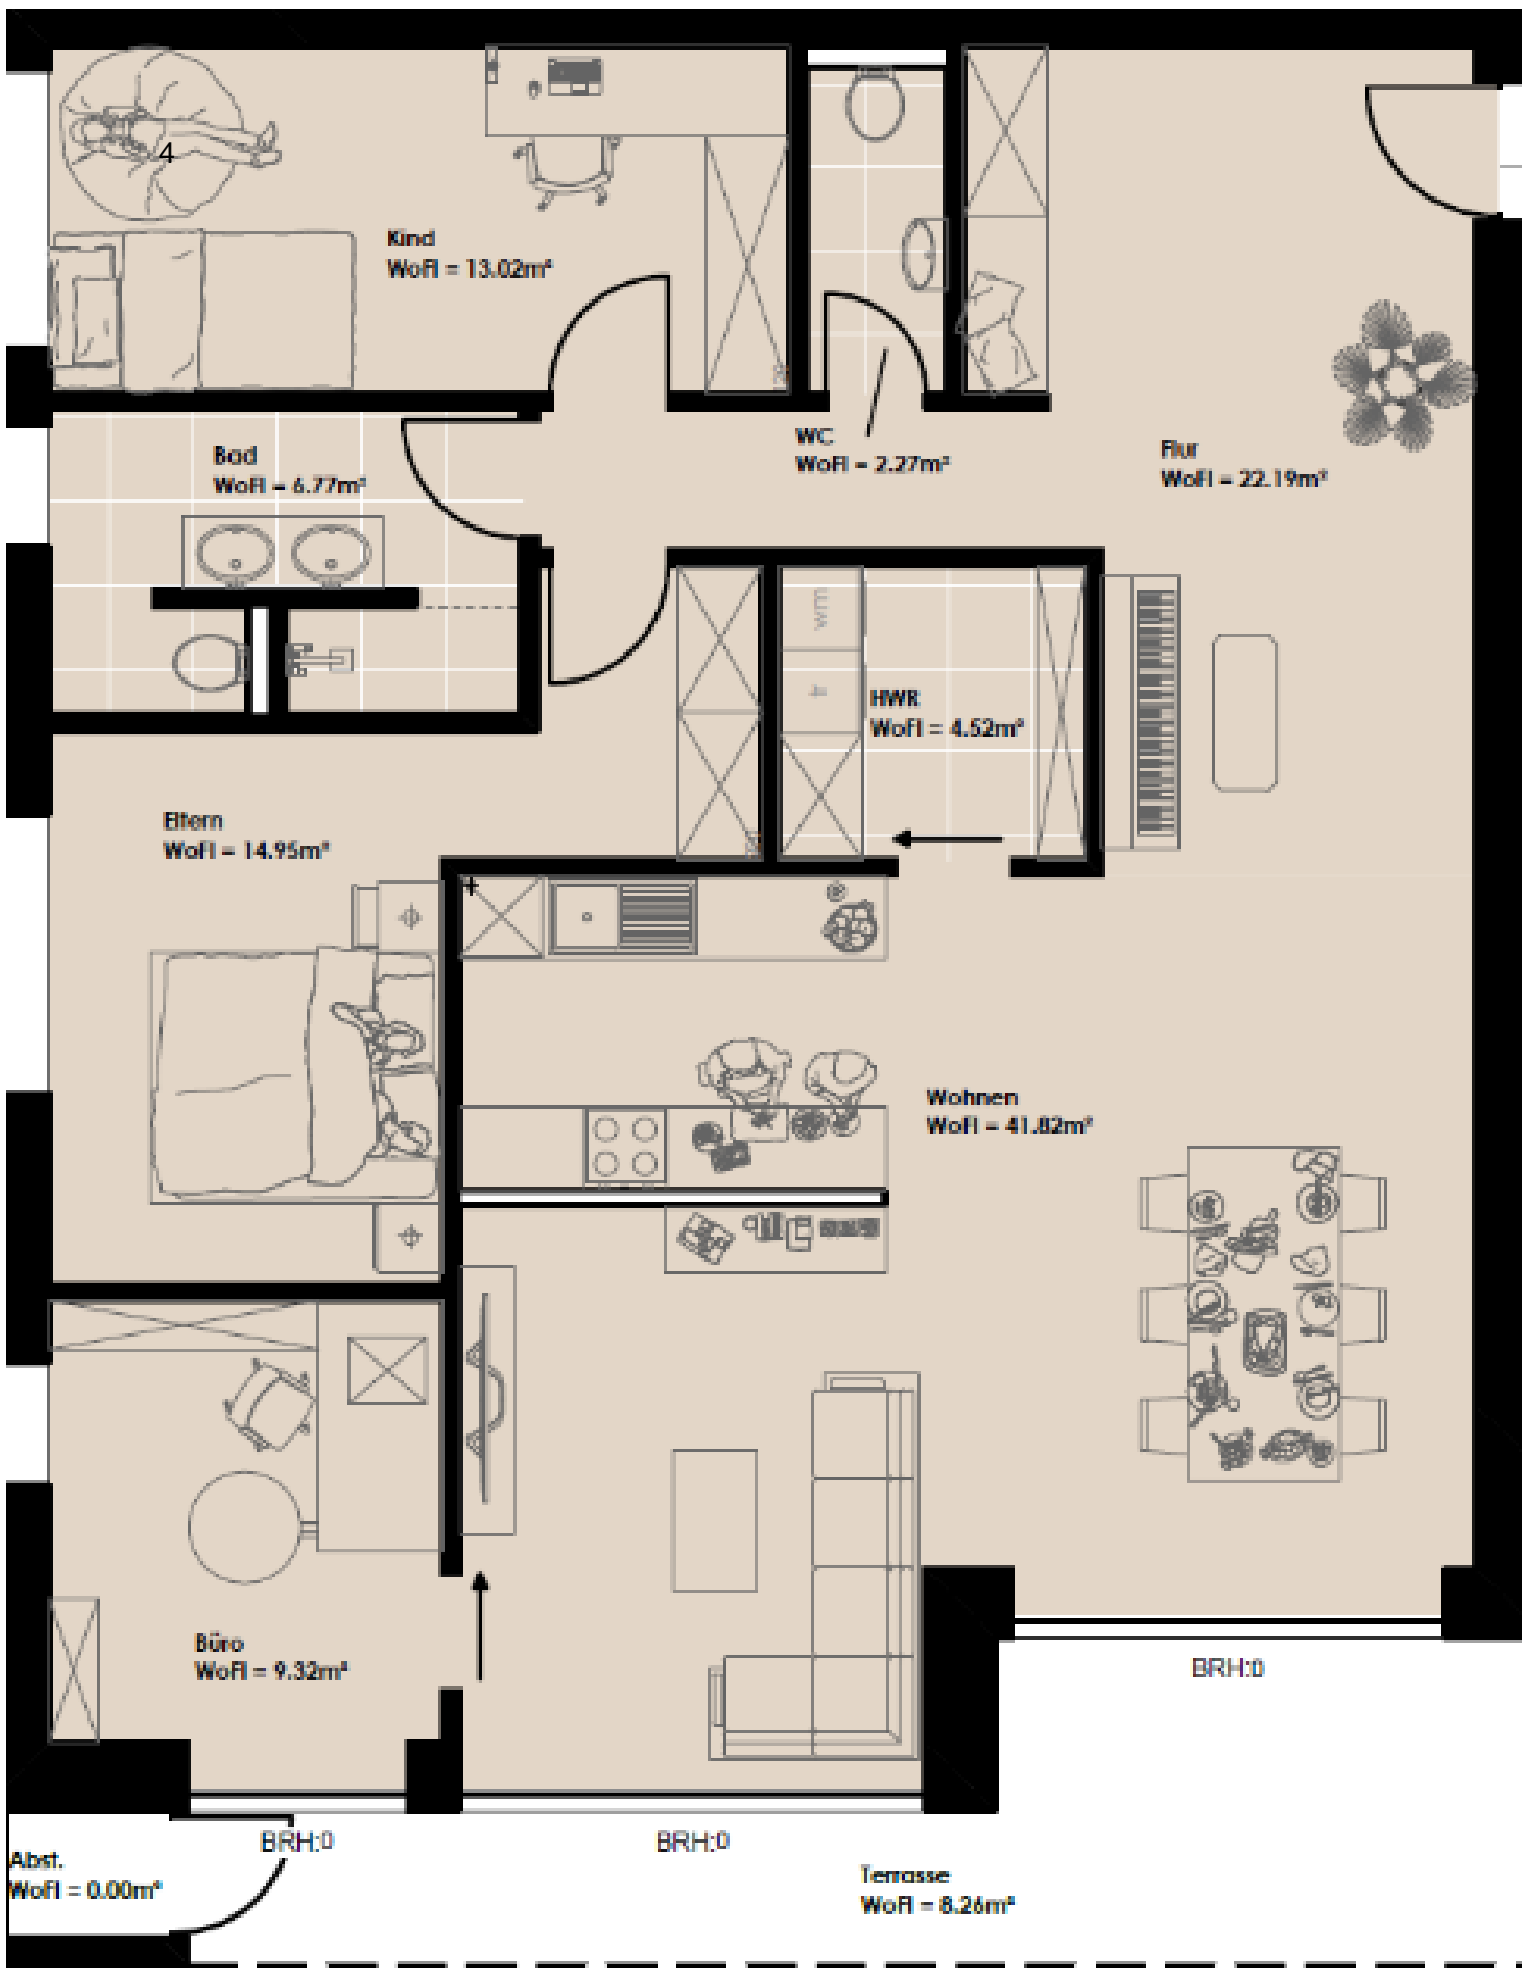 4
Kind
WoFl = 13.02m²
WC
WoFl = 2.27m²
Flur
WoFl = 22.19m²
Bad
WoFl = 6.77m²
wm
HWR
WoFl = 4.52m²
Eltern
WoFl = 14.95m²
Wohnen
WoFl = 41.82m²
Büro
WoFl = 9.32m²
BRH:0
BRH:0
BRH:0
Abst.
WoFl = 0.00m²
Terrasse
WoFl = 8.26m²